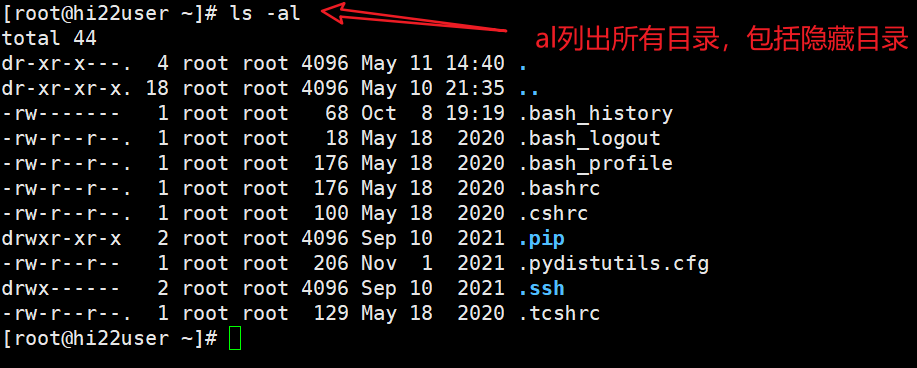 [root@hi22user ~]# ls -al
al列出所有目录，包括隐藏目录
total 44
dr-xr-x---.  4 root root 4096 May 11 14:40 .
dr-xr-xr-x. 18 root root 4096 May 10 21:35 ..
-rw-------   1 root root   68 Oct  8 19:19 .bash_history
-rw-r--r--.  1 root root   18 May 18  2020 .bash_logout
-rw-r--r--.  1 root root  176 May 18  2020 .bash_profile
-rw-r--r--.  1 root root  176 May 18  2020 .bashrc
-rw-r--r--.  1 root root  100 May 18  2020 .cshrc
drwxr-xr-x   2 root root 4096 Sep 10  2021 .pip
-rw-r--r--   1 root root  206 Nov  1  2021 .pydistutils.cfg
drwx------   2 root root 4096 Sep 10  2021 .ssh
-rw-r--r--.  1 root root  129 May 18  2020 .tcshrc
[root@hi22user ~]#